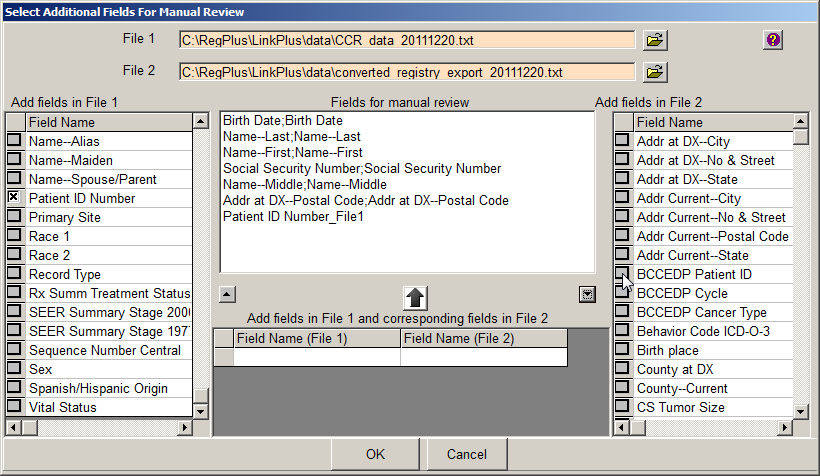 Select Additional Fields For Manual Review
File 1
C:\RegPlus\LinkPlus\data\CCR_data_20111220.txt
?
File 2
C:\RegPlus\LinkPlus\data\converted_registry_export_20111220.txt
Add fields in File 1
Field Name
Name--Alias
Name--Maiden
Name--Spouse/Parent
Patient ID Number
Primary Site
Race 1
Race 2
Record Type
Rx Summ Treatment Status
SEER Summary Stage 200
SEER Summary Stage 197
Sequence Number Central
Sex
Spanish/Hispanic Origin
Vital Status
Fields for manual review
Birth Date;Birth Date
Name--Last;Name--Last
Name--First;Name--First
Social Security Number;Social Security Number
Name--Middle;Name--Middle
Addr at DX--Postal Code;Addr at DX--Postal Code
Patient ID Number_File1
Add fields in File 1 and corresponding fields in File 2
Field Name (File 1) Field Name (File 2)
Add fields in File 2
Field Name
Addr at DX--City
Addr at DX--No & Street
Addr at DX--State
Addr Current--City
Addr Current--No & Street
Addr Current--Postal Code
Addr Current--State
BCCEDP Patient ID
BCCEDP Cycle
BCCEDP Cancer Type
Behavior Code ICD-O-3
Birth place
County at DX
County--Current
CS Tumor Size
OK
Cancel